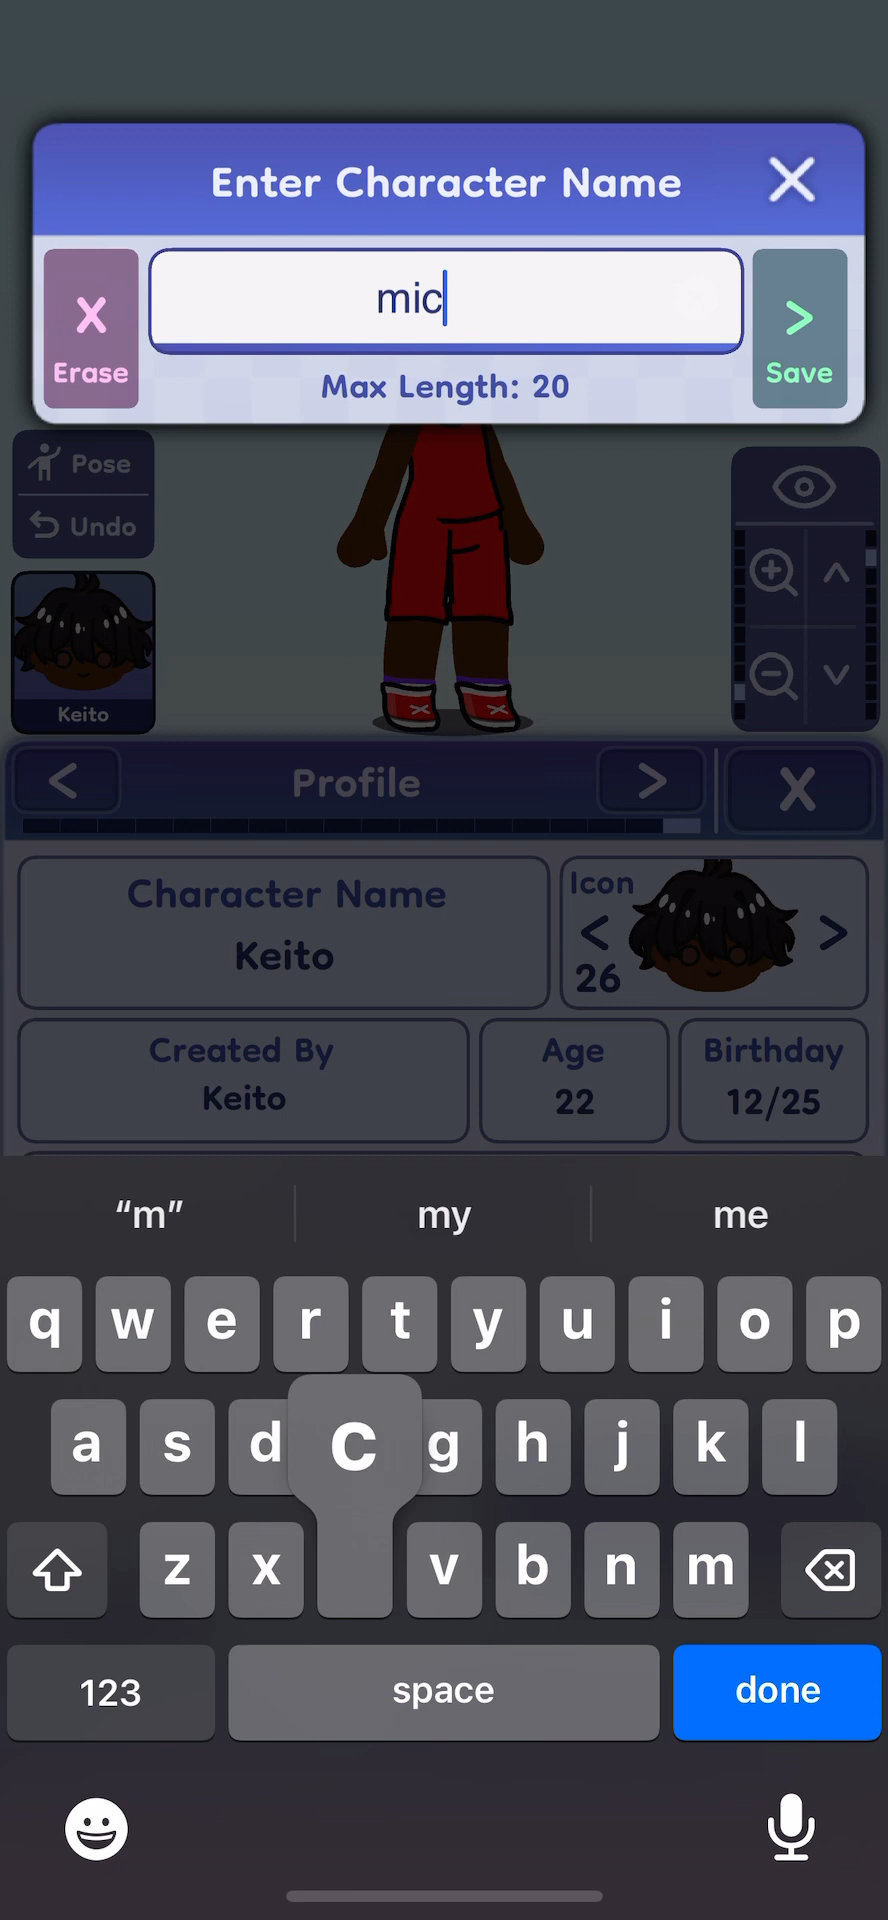 Enter Character Name
X
Erase
mic
>
Save
Max Length: 20
Pose
Undo
Keito
<
Profile
>
X
Character Name
Keito
Icon
<
>
26
Created By
Keito
Age
22
Birthday
12/25
“m”
my
me
q w e r t y u i o p
a s d c g h j k l
z x v b n m
123
space
done